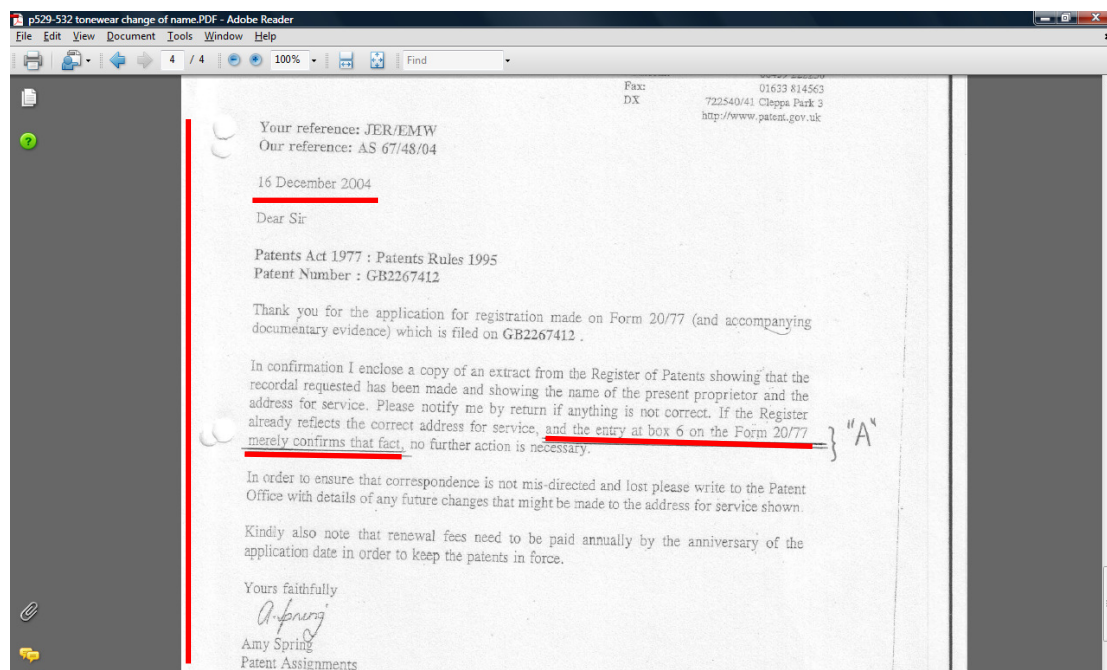 p529-532 tonewear change of name.PDF - Adobe Reader
File Edit View Document Tools Window Help
4 / 4 100% Find
Fax: 01633 814563
DX 722540/41 Cleppa Park 3
http://www.patent.gov.uk
Your reference: JER/EMW
Our reference: AS 67/48/04
16 December 2004
Dear Sir
Patents Act 1977 : Patents Rules 1995
Patent Number : GB2267412
Thank you for the application for registration made on Form 20/77 (and accompanying
documentary evidence) which is filed on GB2267412 .
In confirmation I enclose a copy of an extract from the Register of Patents showing that the
recordal requested has been made and showing the name of the present proprietor and the
address for service. Please notify me by return if anything is not correct. If the Register
already reflects the correct address for service, and the entry at box 6 on the Form 20/77
merely confirms that fact, no further action is necessary.
"A"
In order to ensure that correspondence is not mis-directed and lost please write to the Patent
Office with details of any future changes that might be made to the address for service shown.
Kindly also note that renewal fees need to be paid annually by the anniversary of the
application date in order to keep the patents in force.
Yours faithfully
A. Spring
Amy Spring
Patent Assignments